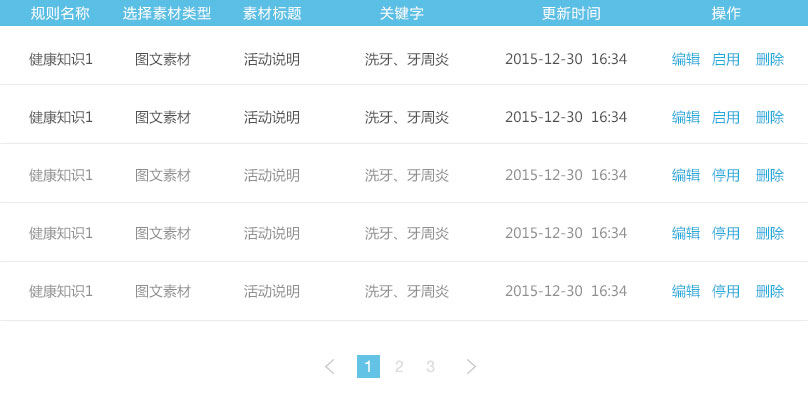 规则名称 选择素材类型 素材标题 关键字 更新时间 操作
健康知识1 图文素材 活动说明 洗牙、牙周炎 2015-12-30 16:34 编辑 启用 删除
健康知识1 图文素材 活动说明 洗牙、牙周炎 2015-12-30 16:34 编辑 启用 删除
健康知识1 图文素材 活动说明 洗牙、牙周炎 2015-12-30 16:34 编辑 停用 删除
健康知识1 图文素材 活动说明 洗牙、牙周炎 2015-12-30 16:34 编辑 停用 删除
健康知识1 图文素材 活动说明 洗牙、牙周炎 2015-12-30 16:34 编辑 停用 删除
1 2 3